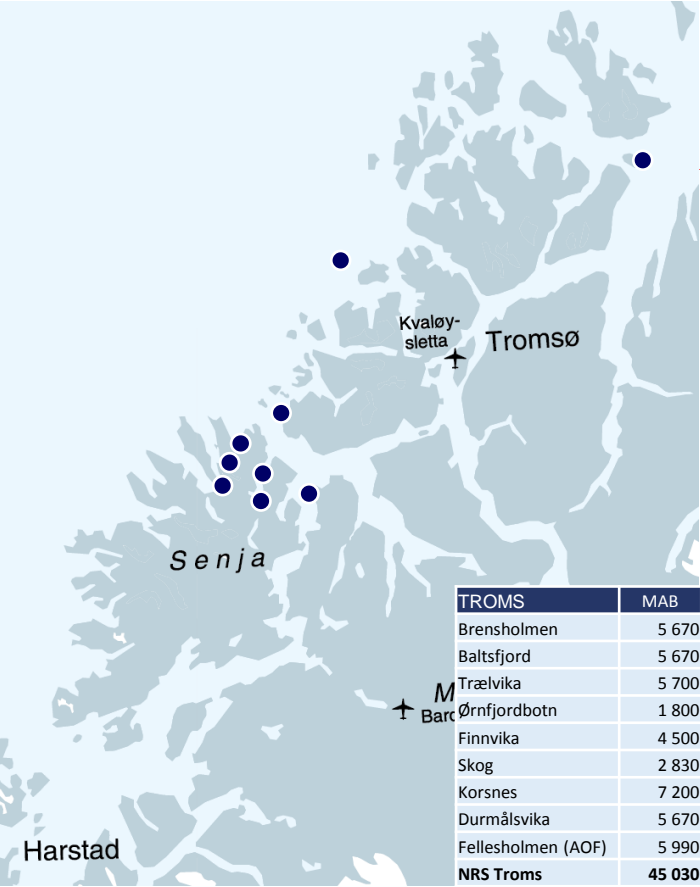 Kvaløy-
sletta
Tromsø
Senja
M
Bard
TROMS MAB
Brensholmen 5 670
Baltsfjord 5 670
Trælvika 5 700
Ørnfjordbotn 1 800
Finnvika 4 500
Skog 2 830
Korsnes 7 200
Durmålsvika 5 670
Fellesholmen (AOF) 5 990
NRS Troms 45 030
Harstad